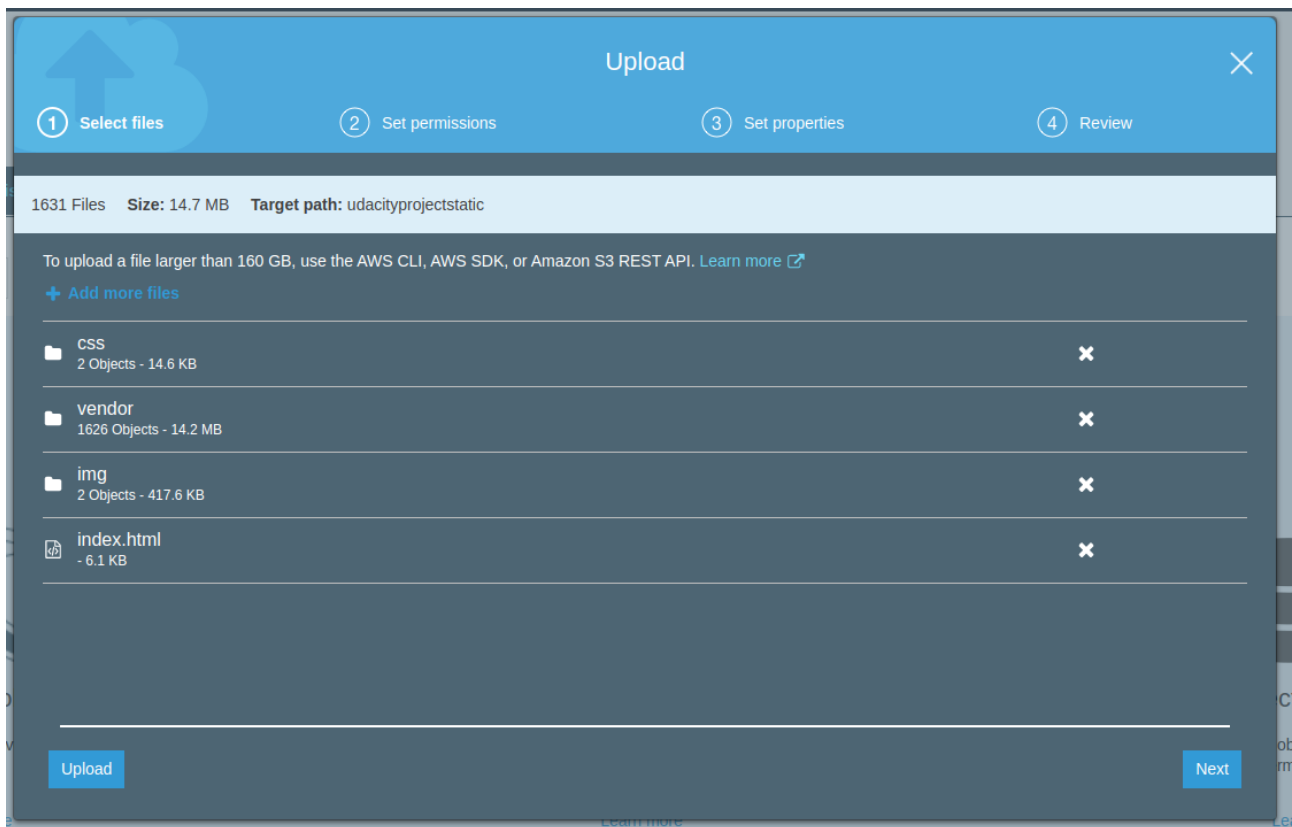 Upload
1 Select files 2 Set permissions 3 Set properties 4 Review
1631 Files Size: 14.7 MB Target path: udacityprojectstatic
To upload a file larger than 160 GB, use the AWS CLI, AWS SDK, or Amazon S3 REST API. Learn more
Add more files
css
2 Objects - 14.6 KB
vendor
1626 Objects - 14.2 MB
img
2 Objects - 417.6 KB
index.html
- 6.1 KB
Upload Next
Learn more